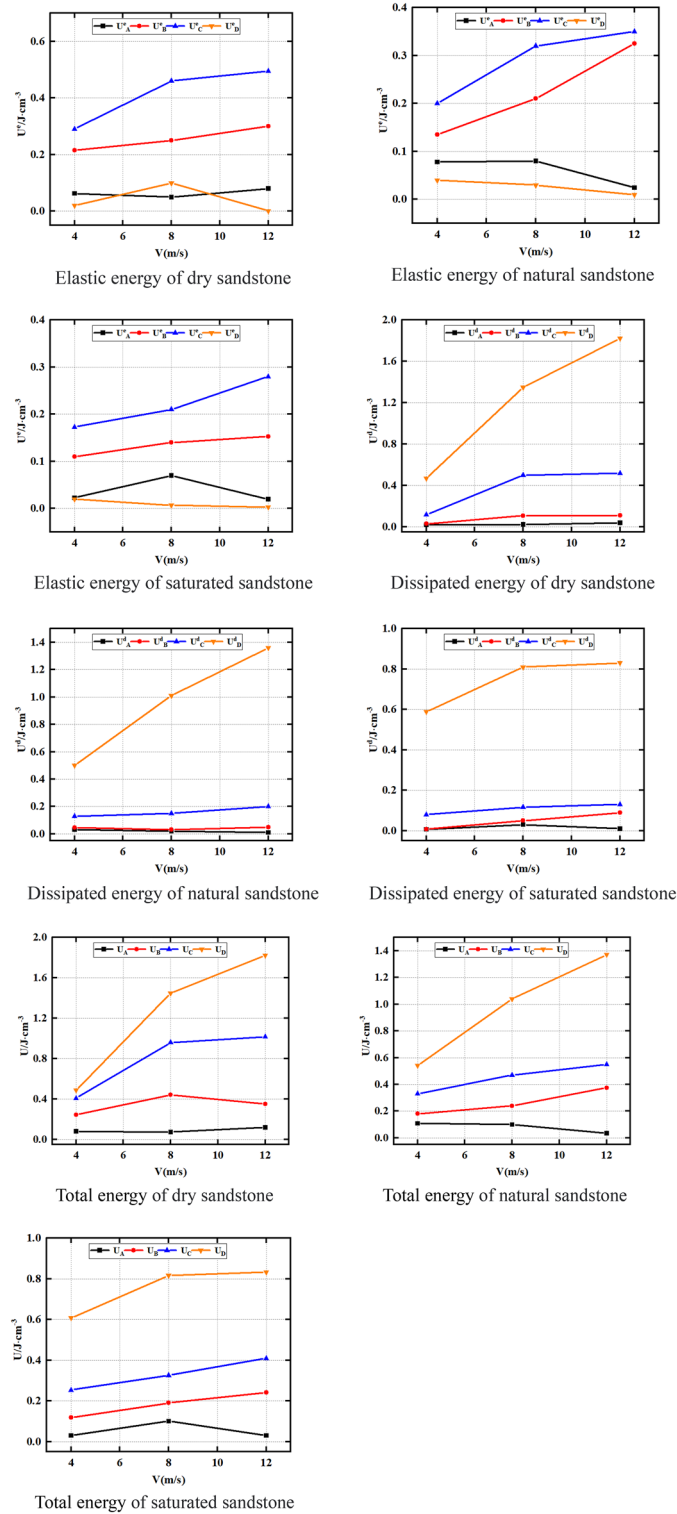 U^e_A U^e_B U^e_C U^e_D
0.6
0.4
0.2
0.0
U^e/J·cm^-3
4 6 8 10 12
V(m/s)
Elastic energy of dry sandstone
U^e_A U^e_B U^e_C U^e_D
0.4
0.3
0.2
0.1
0.0
U^e/J·cm^-3
4 6 8 10 12
V(m/s)
Elastic energy of natural sandstone
U^e_A U^e_B U^e_C U^e_D
0.4
0.3
0.2
0.1
0.0
U^e/J·cm^-3
4 6 8 10 12
V(m/s)
Elastic energy of saturated sandstone
U^d_A U^d_B U^d_C U^d_D
2.0
1.6
1.2
0.8
0.4
0.0
U^d/J·cm^-3
4 6 8 10 12
V(m/s)
Dissipated energy of dry sandstone
U^d_A U^d_B U^d_C U^d_D
1.4
1.2
1.0
0.8
0.6
0.4
0.2
0.0
U^d/J·cm^-3
4 6 8 10 12
V(m/s)
Dissipated energy of natural sandstone
U^d_A U^d_B U^d_C U^d_D
1.0
0.8
0.6
0.4
0.2
0.0
U^d/J·cm^-3
4 6 8 10 12
V(m/s)
Dissipated energy of saturated sandstone
U_A U_B U_C U_D
2.0
1.6
1.2
0.8
0.4
0.0
U/J·cm^-3
4 6 8 10 12
V(m/s)
Total energy of dry sandstone
U_A U_B U_C U_D
1.4
1.2
1.0
0.8
0.6
0.4
0.2
0.0
U/J·cm^-3
4 6 8 10 12
V(m/s)
Total energy of natural sandstone
U_A U_B U_C U_D
1.0
0.8
0.6
0.4
0.2
0.0
U/J·cm^-3
4 6 8 10 12
V(m/s)
Total energy of saturated sandstone